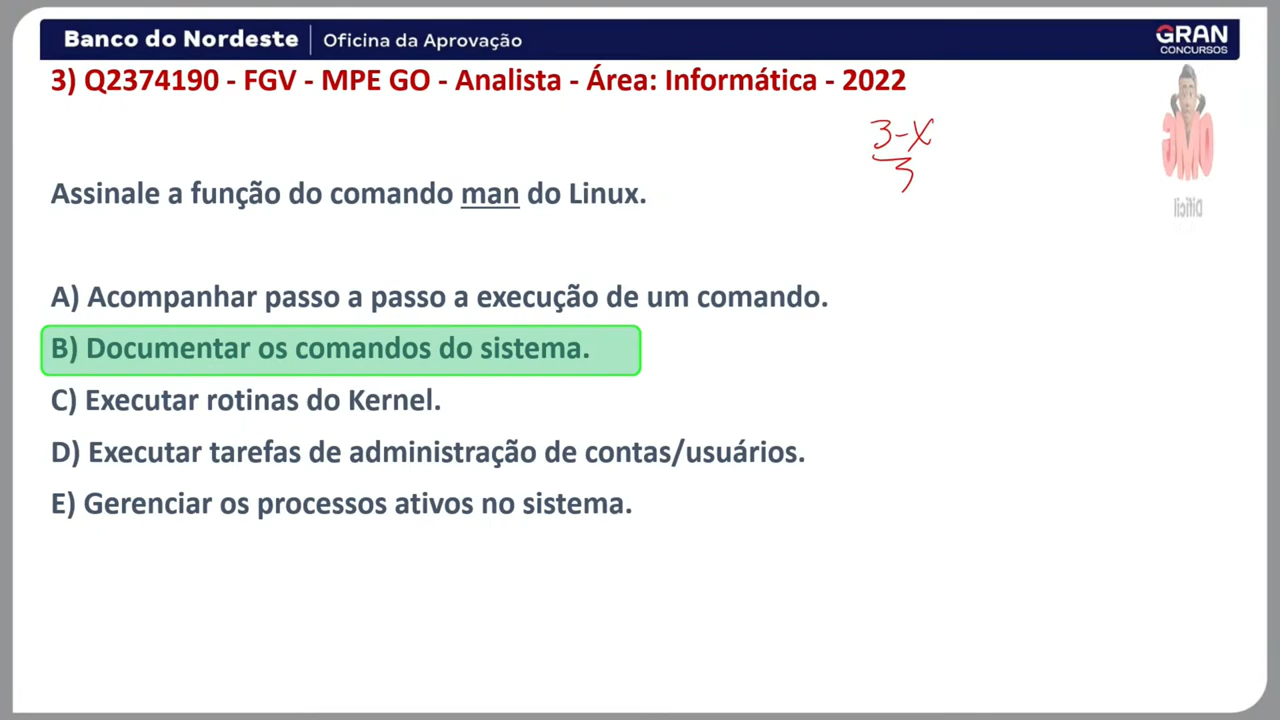 Banco do Nordeste | Oficina da Aprovação
GRAN
CONCURSOS
3) Q2374190 - FGV - MPE GO - Analista - Área: Informática - 2022
3-X
3
OMG
Difícil
Assinale a função do comando man do Linux.
A) Acompanhar passo a passo a execução de um comando.
B) Documentar os comandos do sistema.
C) Executar rotinas do Kernel.
D) Executar tarefas de administração de contas/usuários.
E) Gerenciar os processos ativos no sistema.